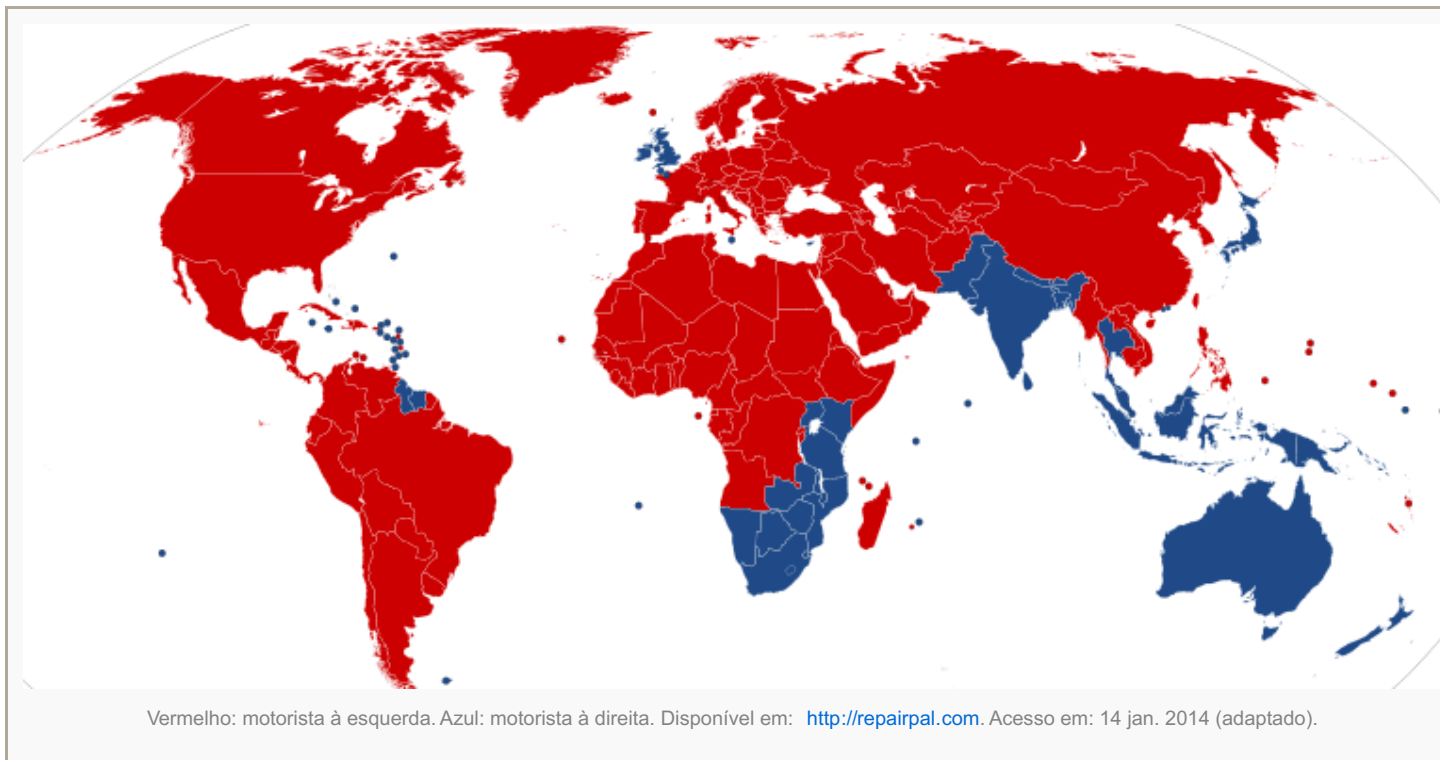 Vermelho: motorista à esquerda. Azul: motorista à direita. Disponível em: http://repairpal.com. Acesso em: 14 jan. 2014 (adaptado).